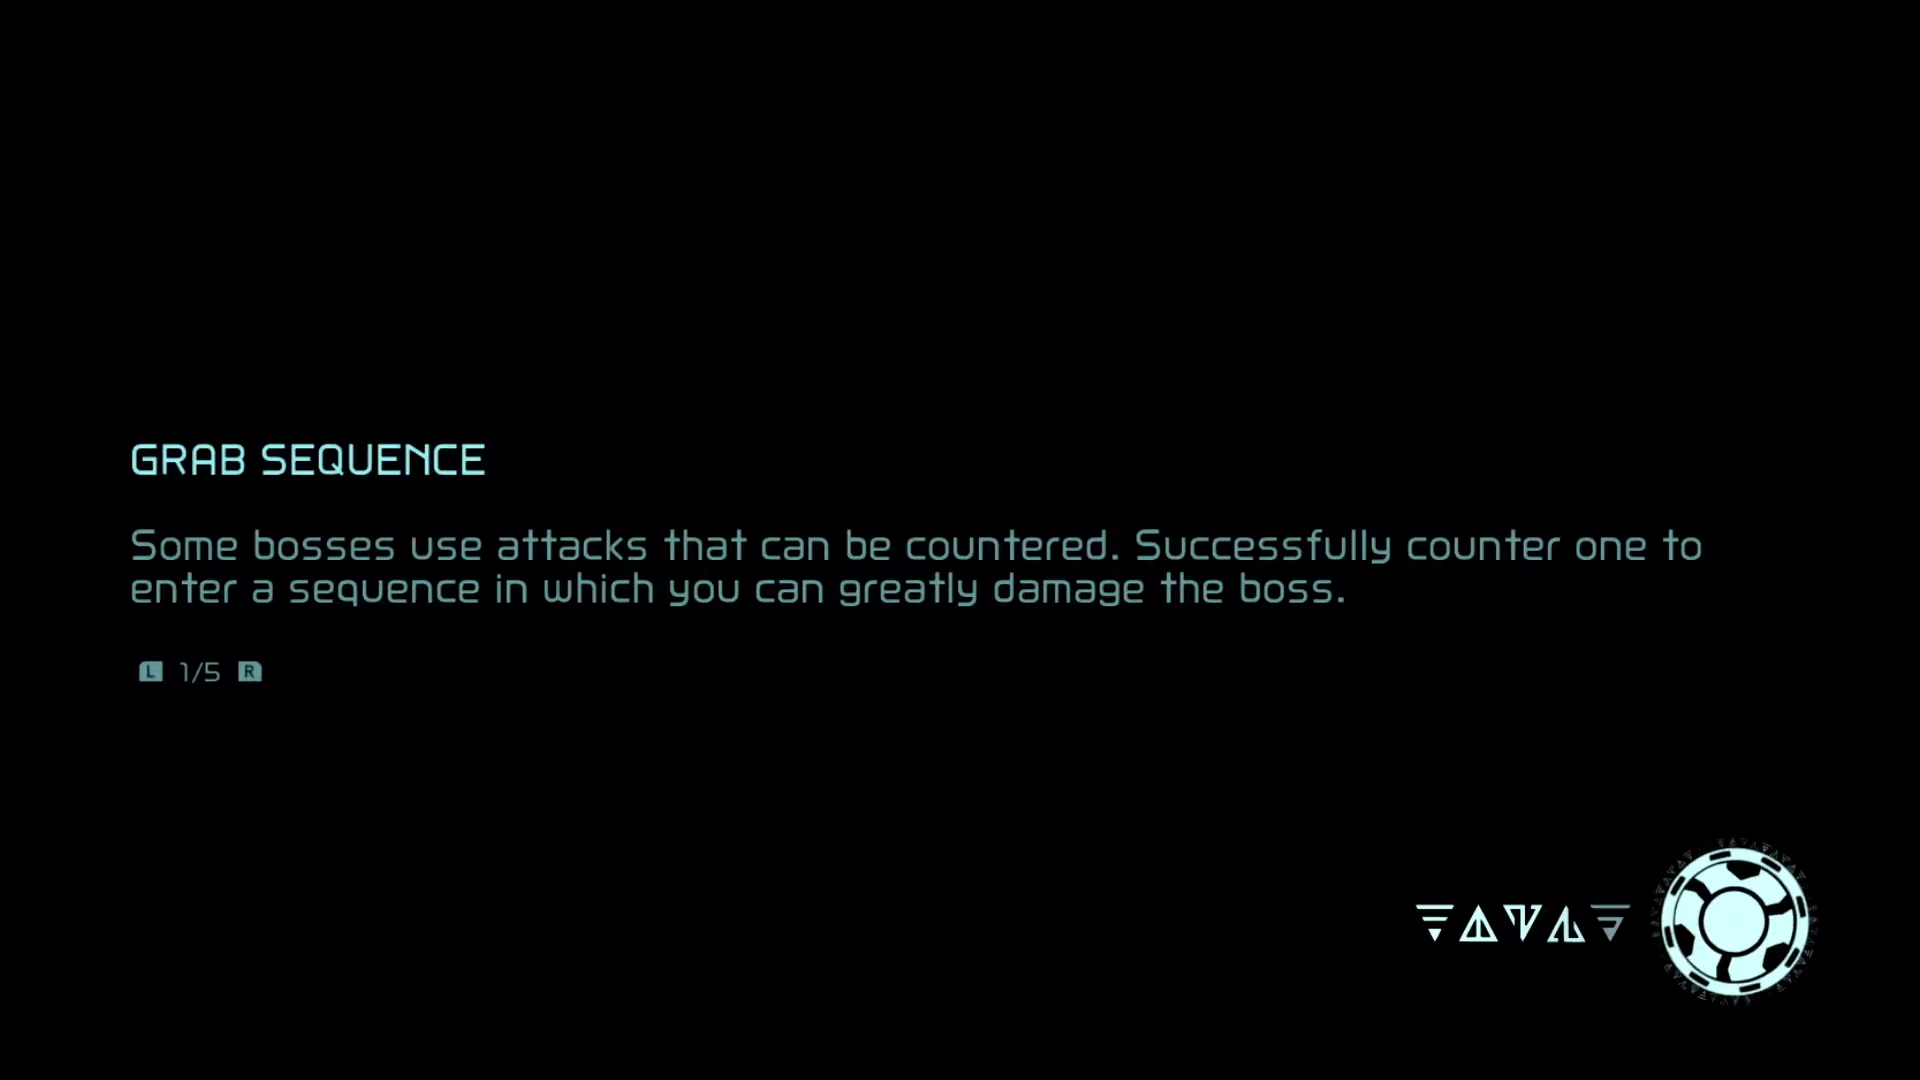 GRAB SEQUENCE
Some bosses use attacks that can be countered. Successfully counter one to
enter a sequence in which you can greatly damage the boss.
L 1/5 R